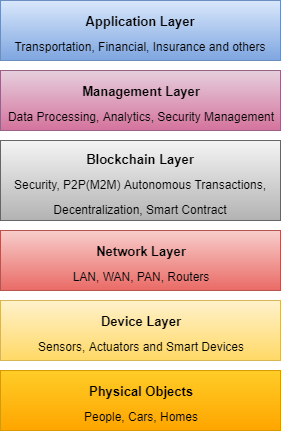 Application Layer
Transportation, Financial, Insurance and others
Management Layer
Data Processing, Analytics, Security Management
Blockchain Layer
Security, P2P(M2M) Autonomous Transactions,
Decentralization, Smart Contract
Network Layer
LAN, WAN, PAN, Routers
Device Layer
Sensors, Actuators and Smart Devices
Physical Objects
People, Cars, Homes